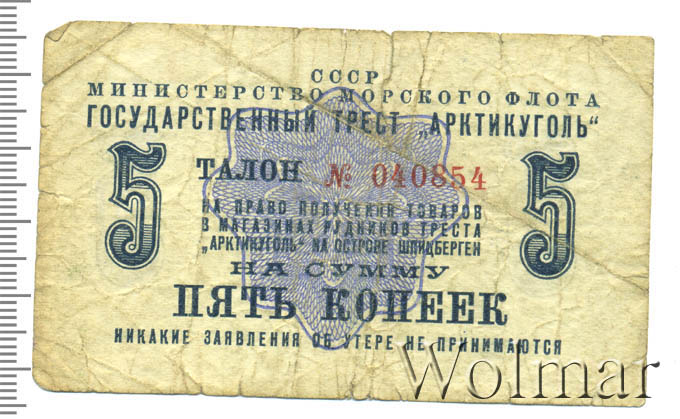 СССР
МИНИСТЕРСТВО МОРСКОГО ФЛОТА
ГОСУДАРСТВЕННЫЙ ТРЕСТ „АРКТИКУГОЛЬ"
5 ТАЛОН № 040854 5
НА ПРАВО ПОЛУЧЕНИЯ ТОВАРОВ
В МАГАЗИНАХ РУДНИКОВ ТРЕСТА
„АРКТИКУГОЛЬ" НА ОСТРОВЕ ШПИЦБЕРГЕН
НА СУММУ
ПЯТЬ КОПЕЕК
НИКАКИЕ ЗАЯВЛЕНИЯ ОБ УТЕРЕ НЕ ПРИНИМАЮТСЯ
Wolmar